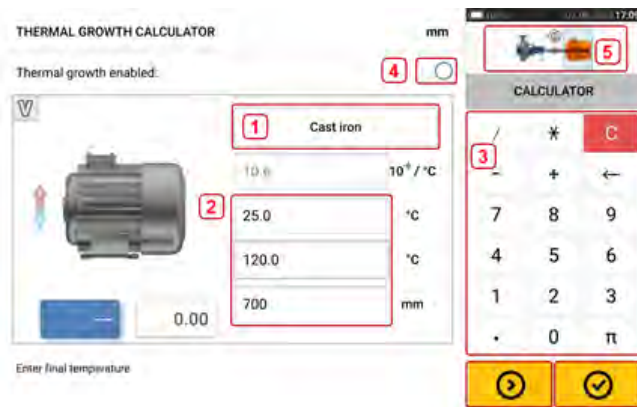 THERMAL GROWTH CALCULATOR mm
17:09
Thermal growth enabled:
4
5
CALCULATOR
V
1 Cast iron
3
/ * C
10.6 /°C
- + ←
2
25.0 °C
7 8 9
120.0 °C
4 5 6
700 mm
1 2 3
0.00
. 0 π
Enter final temperature